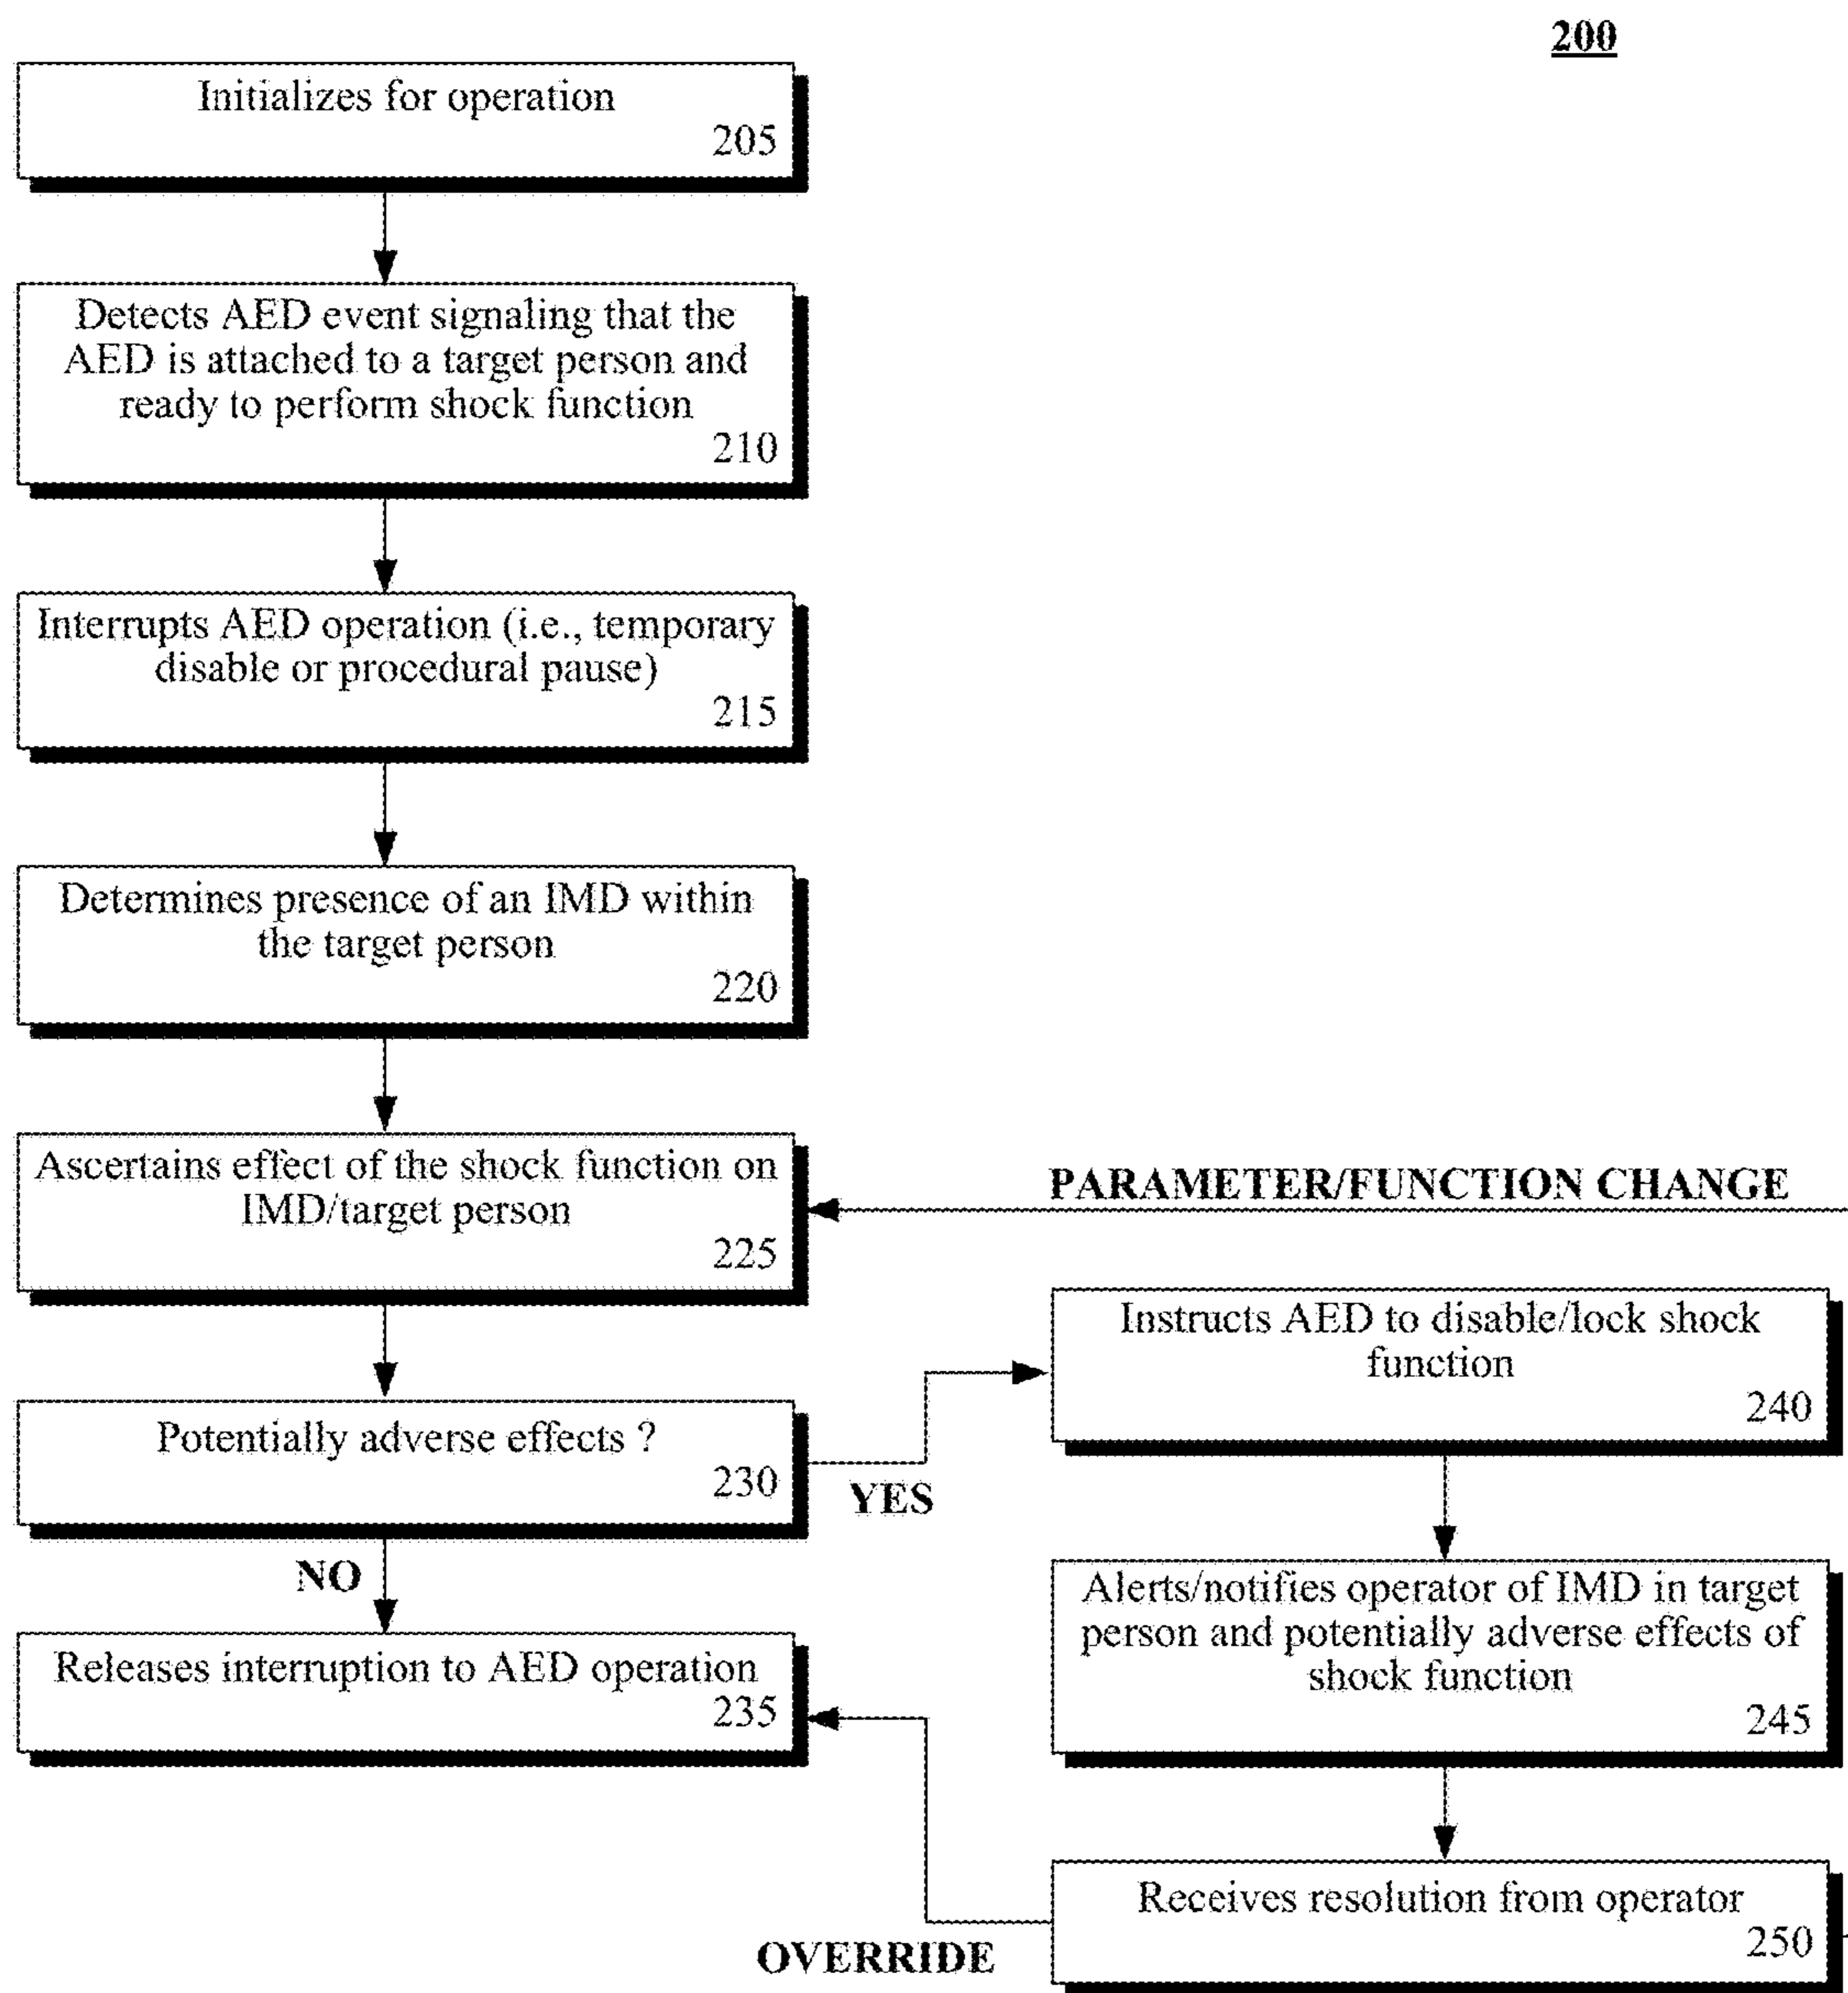 200
Initializes for operation
205
Detects AED event signaling that the
AED is attached to a target person and
ready to perform shock function
210
Interrupts AED operation (i.e., temporary
disable or procedural pause)
215
Determines presence of an IMD within
the target person
220
Ascertains effect of the shock function on
IMD/target person
225
PARAMETER/FUNCTION CHANGE
Potentially adverse effects ?
230
YES
NO
Releases interruption to AED operation
235
Instructs AED to disable/lock shock
function
240
Alerts/notifies operator of IMD in target
person and potentially adverse effects of
shock function
245
Receives resolution from operator
250
OVERRIDE